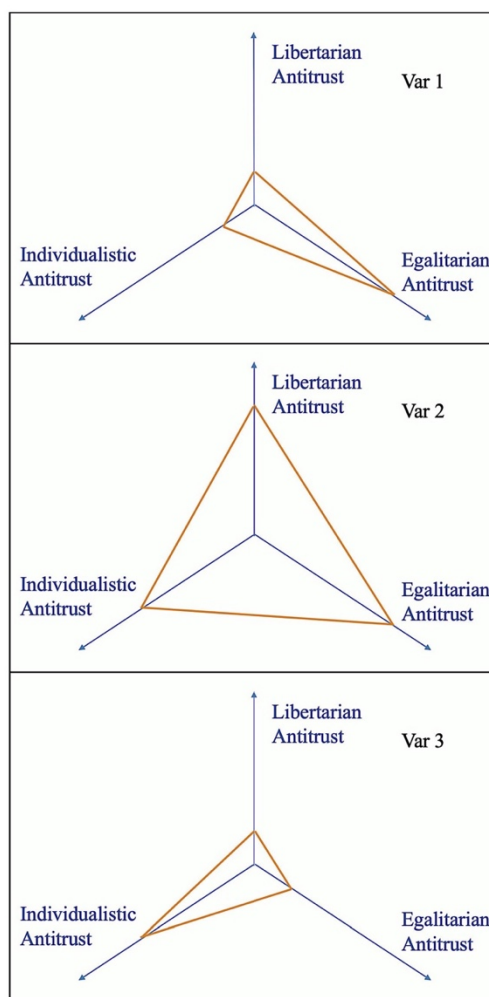 Libertarian
Antitrust
Var 1
Individualistic
Antitrust
Egalitarian
Antitrust
Libertarian
Antitrust
Var 2
Individualistic
Antitrust
Egalitarian
Antitrust
Libertarian
Antitrust
Var 3
Individualistic
Antitrust
Egalitarian
Antitrust